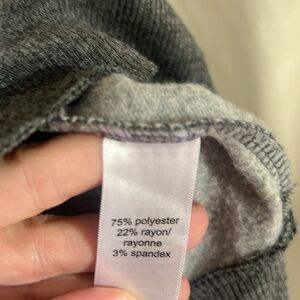 75% polyester
22% rayon/
rayonne
3% spandex